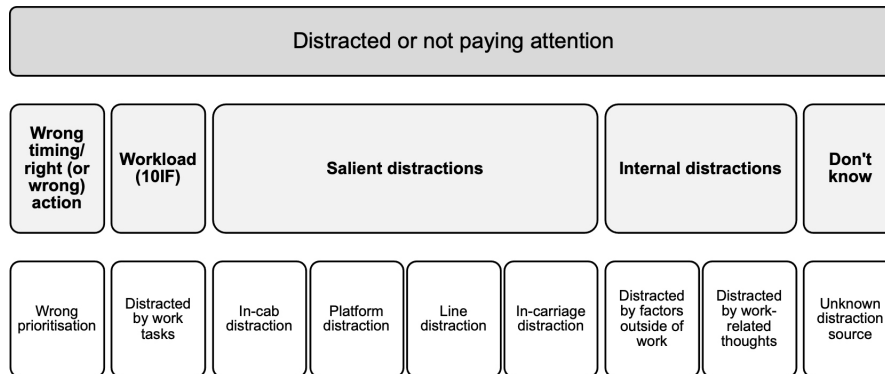 Distracted or not paying attention
Wrong
timing/
right (or
wrong)
action
Workload
(10IF)
Salient distractions
Internal distractions
Don't
know
Wrong
prioritisation
Distracted
by work
tasks
In-cab
distraction
Platform
distraction
Line
distraction
In-carriage
distraction
Distracted
by factors
outside of
work
Distracted
by work-
related
thoughts
Unknown
distraction
source